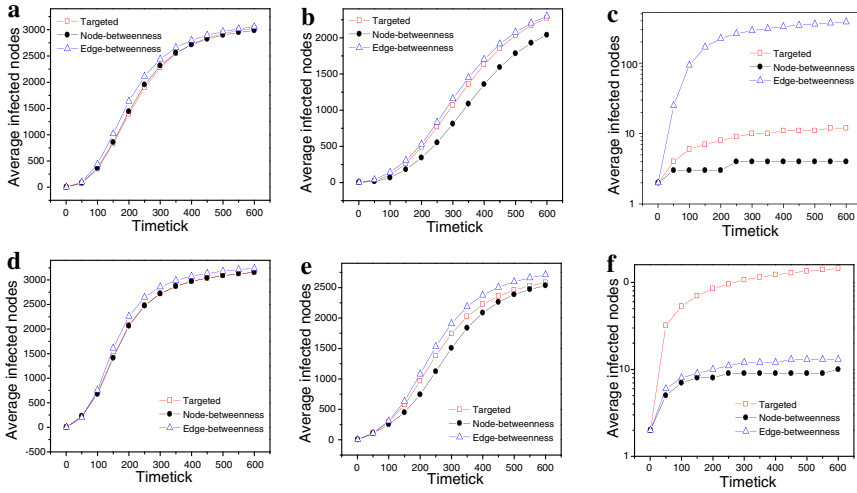 a
Average infected nodes
3000
2500
2000
1500
1000
500
0
Targeted
Node-betweenness
Edge-betweenness
0 100 200 300 400 500 600
Timetick
b
Average infected nodes
2000
1500
1000
500
0
Targeted
Node-betweenness
Edge-betweenness
0 100 200 300 400 500 600
Timetick
c
Average infected nodes
100
10
1
Targeted
Node-betweenness
Edge-betweenness
0 100 200 300 400 500 600
Timetick
d
Average infected nodes
3000
2500
2000
1500
1000
500
0
-500
Targeted
Node-betweenness
Edge-betweenness
0 100 200 300 400 500 600
Timetick
e
Average infected nodes
2500
2000
1500
1000
500
0
Targeted
Node-betweenness
Edge-betweenness
0 100 200 300 400 500 600
Timetick
f
Average infected nodes
0
10
1
Targeted
Node-betweenness
Edge-betweenness
0 100 200 300 400 500 600
Timetick